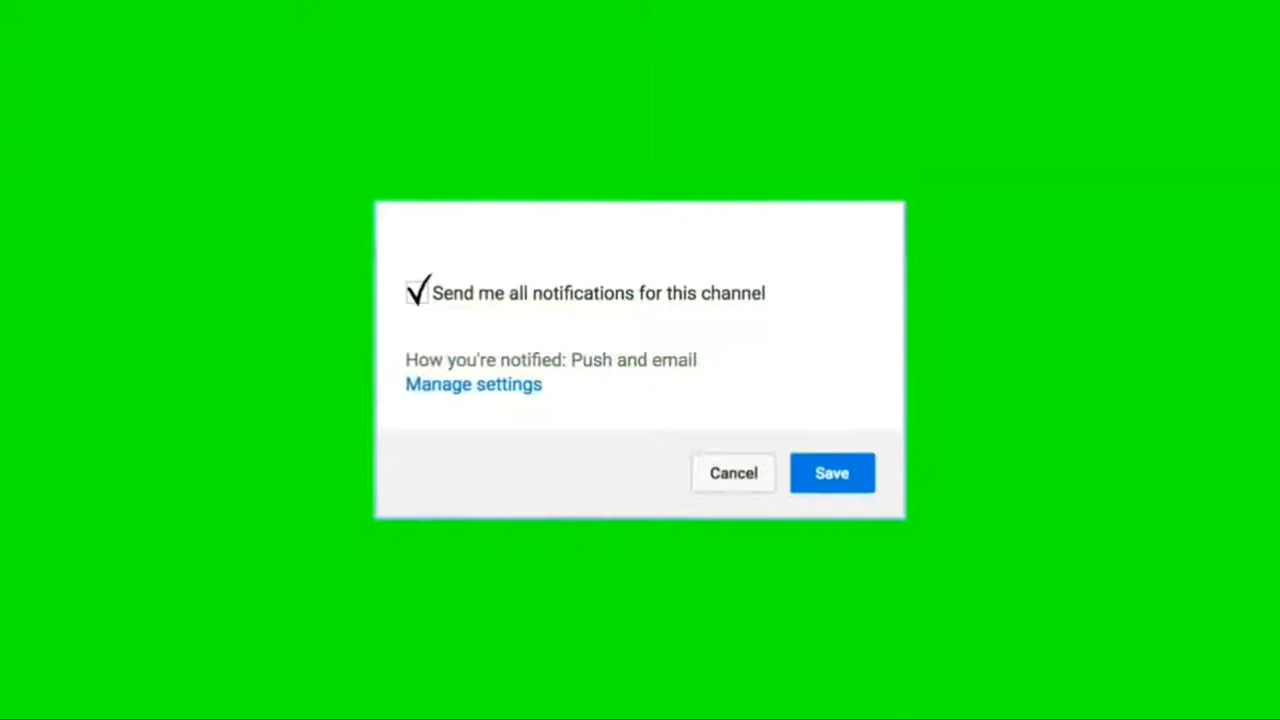 Send me all notifications for this channel
How you're notified: Push and email
Manage settings
Cancel Save